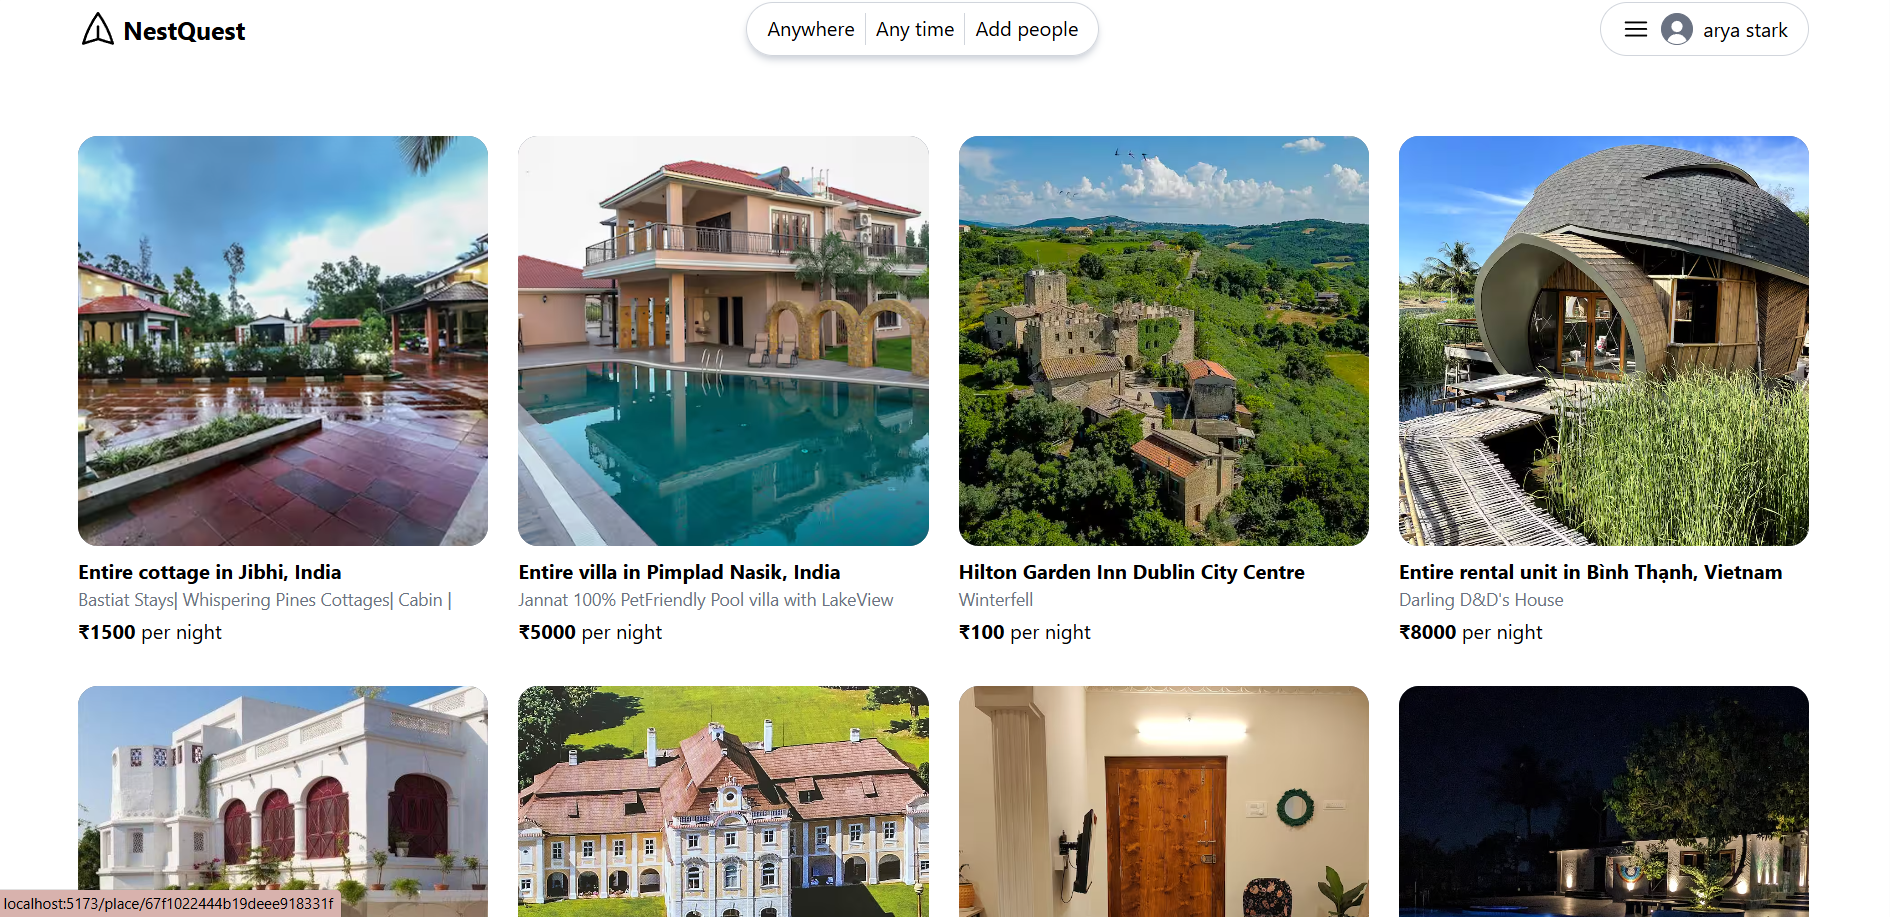 NestQuest
Anywhere Any time Add people
arya stark
Entire cottage in Jibhi, India
Bastiat Stays| Whispering Pines Cottages| Cabin |
₹1500 per night
Entire villa in Pimplad Nasik, India
Jannat 100% PetFriendly Pool villa with LakeView
₹5000 per night
Hilton Garden Inn Dublin City Centre
Winterfell
₹100 per night
Entire rental unit in Bình Thạnh, Vietnam
Darling D&D's House
₹8000 per night
localhost:5173/place/67f1022444b19deee918331f